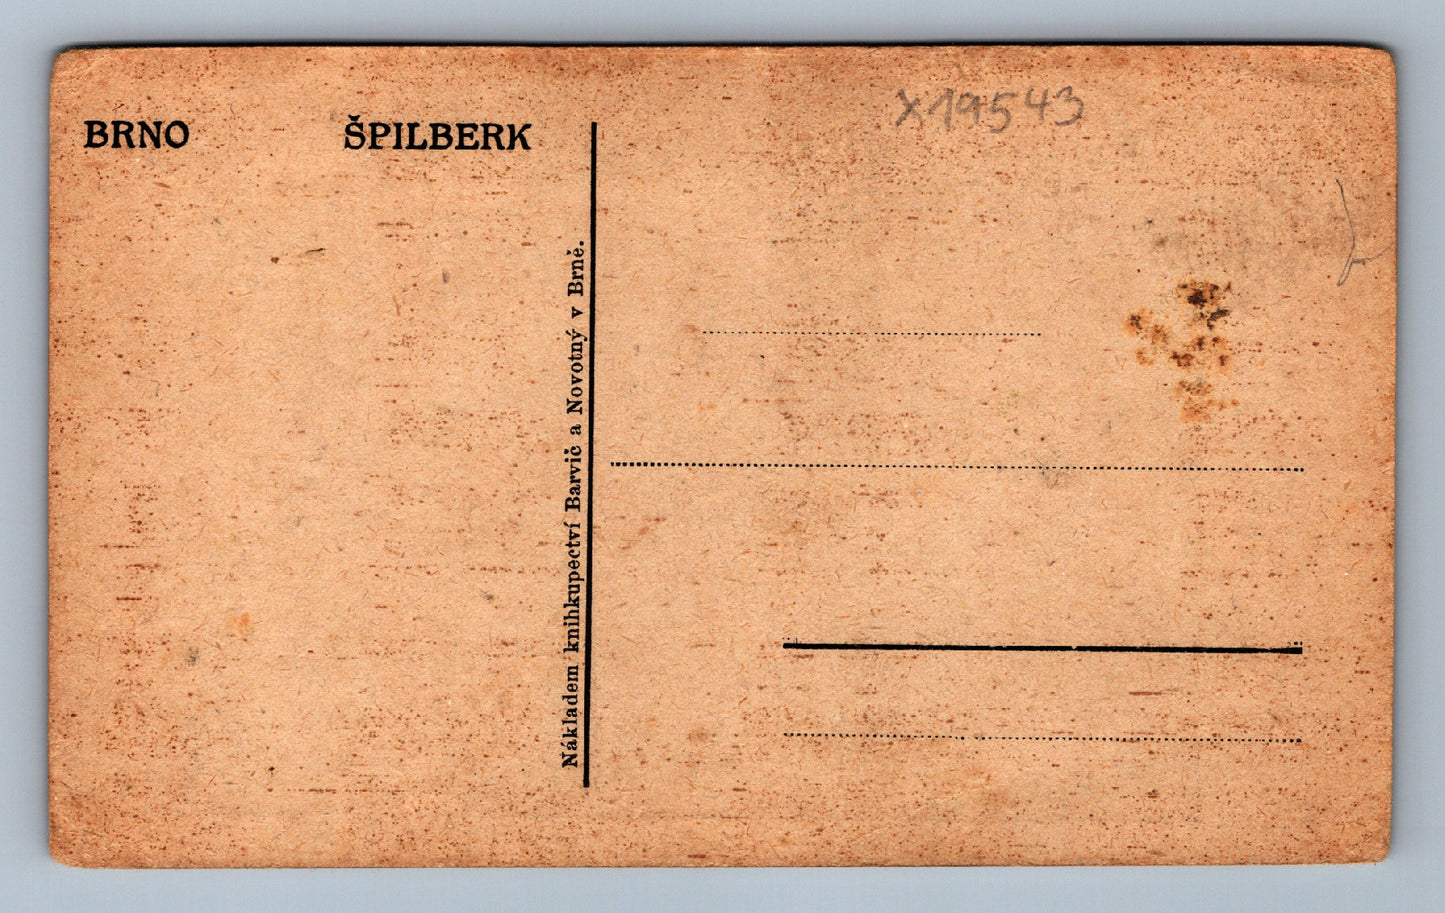 BRNO ŠPILBERK
X19543
Nákladem knihkupectví Barvič a Novotný v Brně.